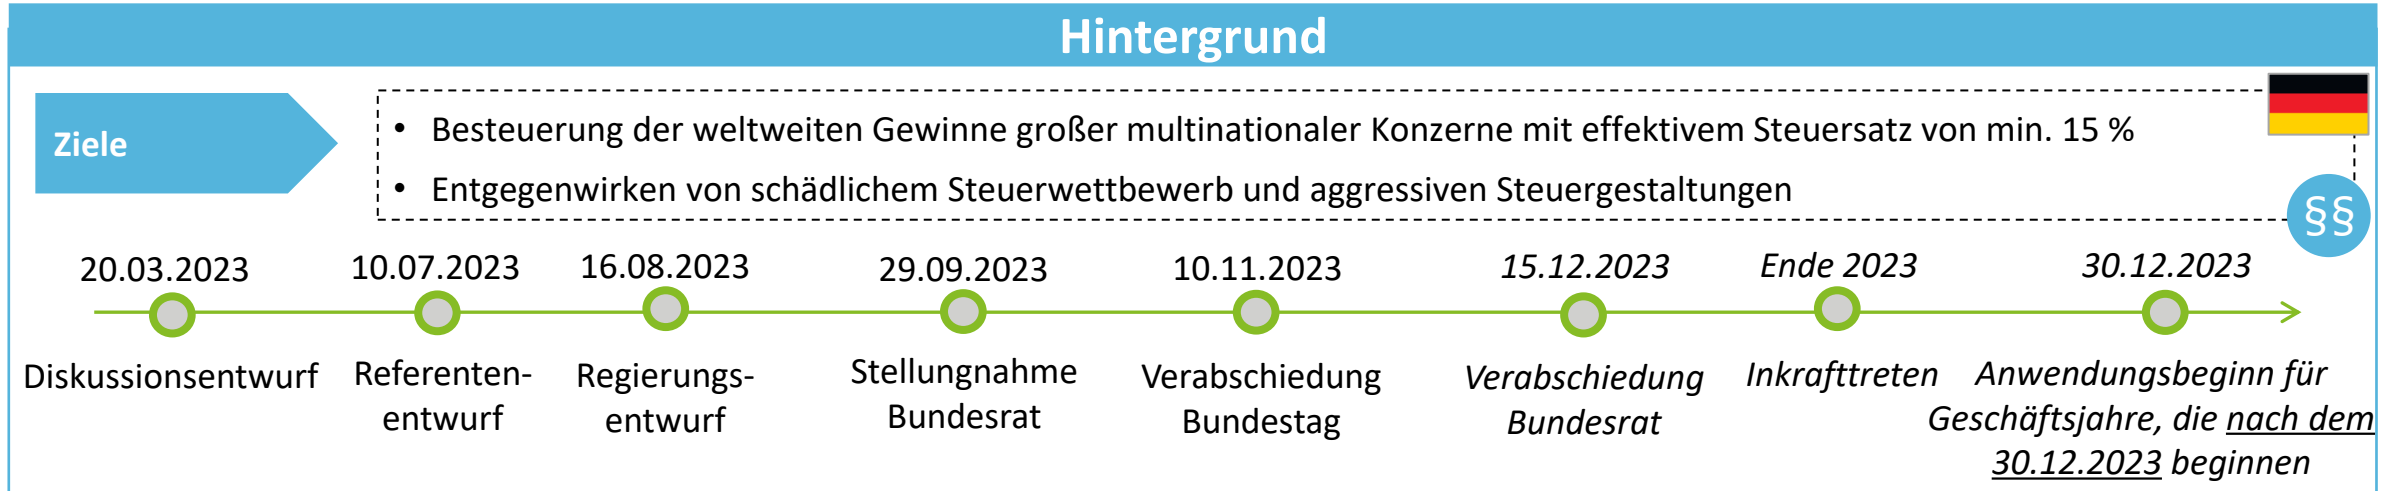 Hintergrund
Ziele
• Besteuerung der weltweiten Gewinne großer multinationaler Konzerne mit effektivem Steuersatz von min. 15 %
• Entgegenwirken von schädlichem Steuerwettbewerb und aggressiven Steuergestaltungen
§§
20.03.2023
Diskussionsentwurf
10.07.2023
Referenten-
entwurf
16.08.2023
Regierungs-
entwurf
29.09.2023
Stellungnahme
Bundesrat
10.11.2023
Verabschiedung
Bundestag
15.12.2023
Verabschiedung
Bundesrat
Ende 2023
Inkrafttreten
30.12.2023
Anwendungsbeginn für
Geschäftsjahre, die nach dem
30.12.2023 beginnen